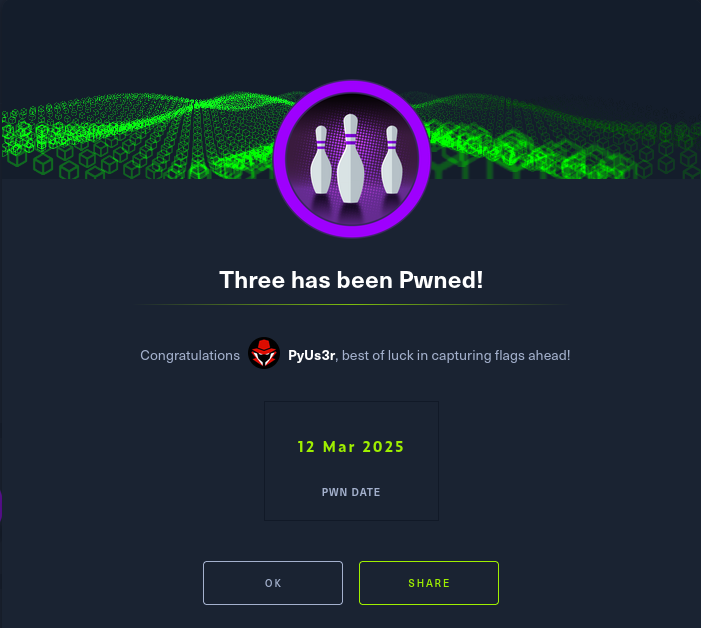 Three has been Pwned!
Congratulations PyUs3r, best of luck in capturing flags ahead!
12 Mar 2025
PWN DATE
OK SHARE